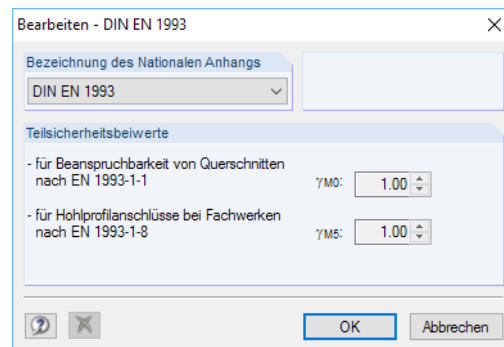 Bearbeiten - DIN EN 1993
Bezeichnung des Nationalen Anhangs
DIN EN 1993
Teilsicherheitsbeiwerte
- für Beanspruchbarkeit von Querschnitten
nach EN 1993-1-1
γM0: 1.00
- für Hohlprofilanschlüsse bei Fachwerken
nach EN 1993-1-8
γM5: 1.00
OK
Abbrechen